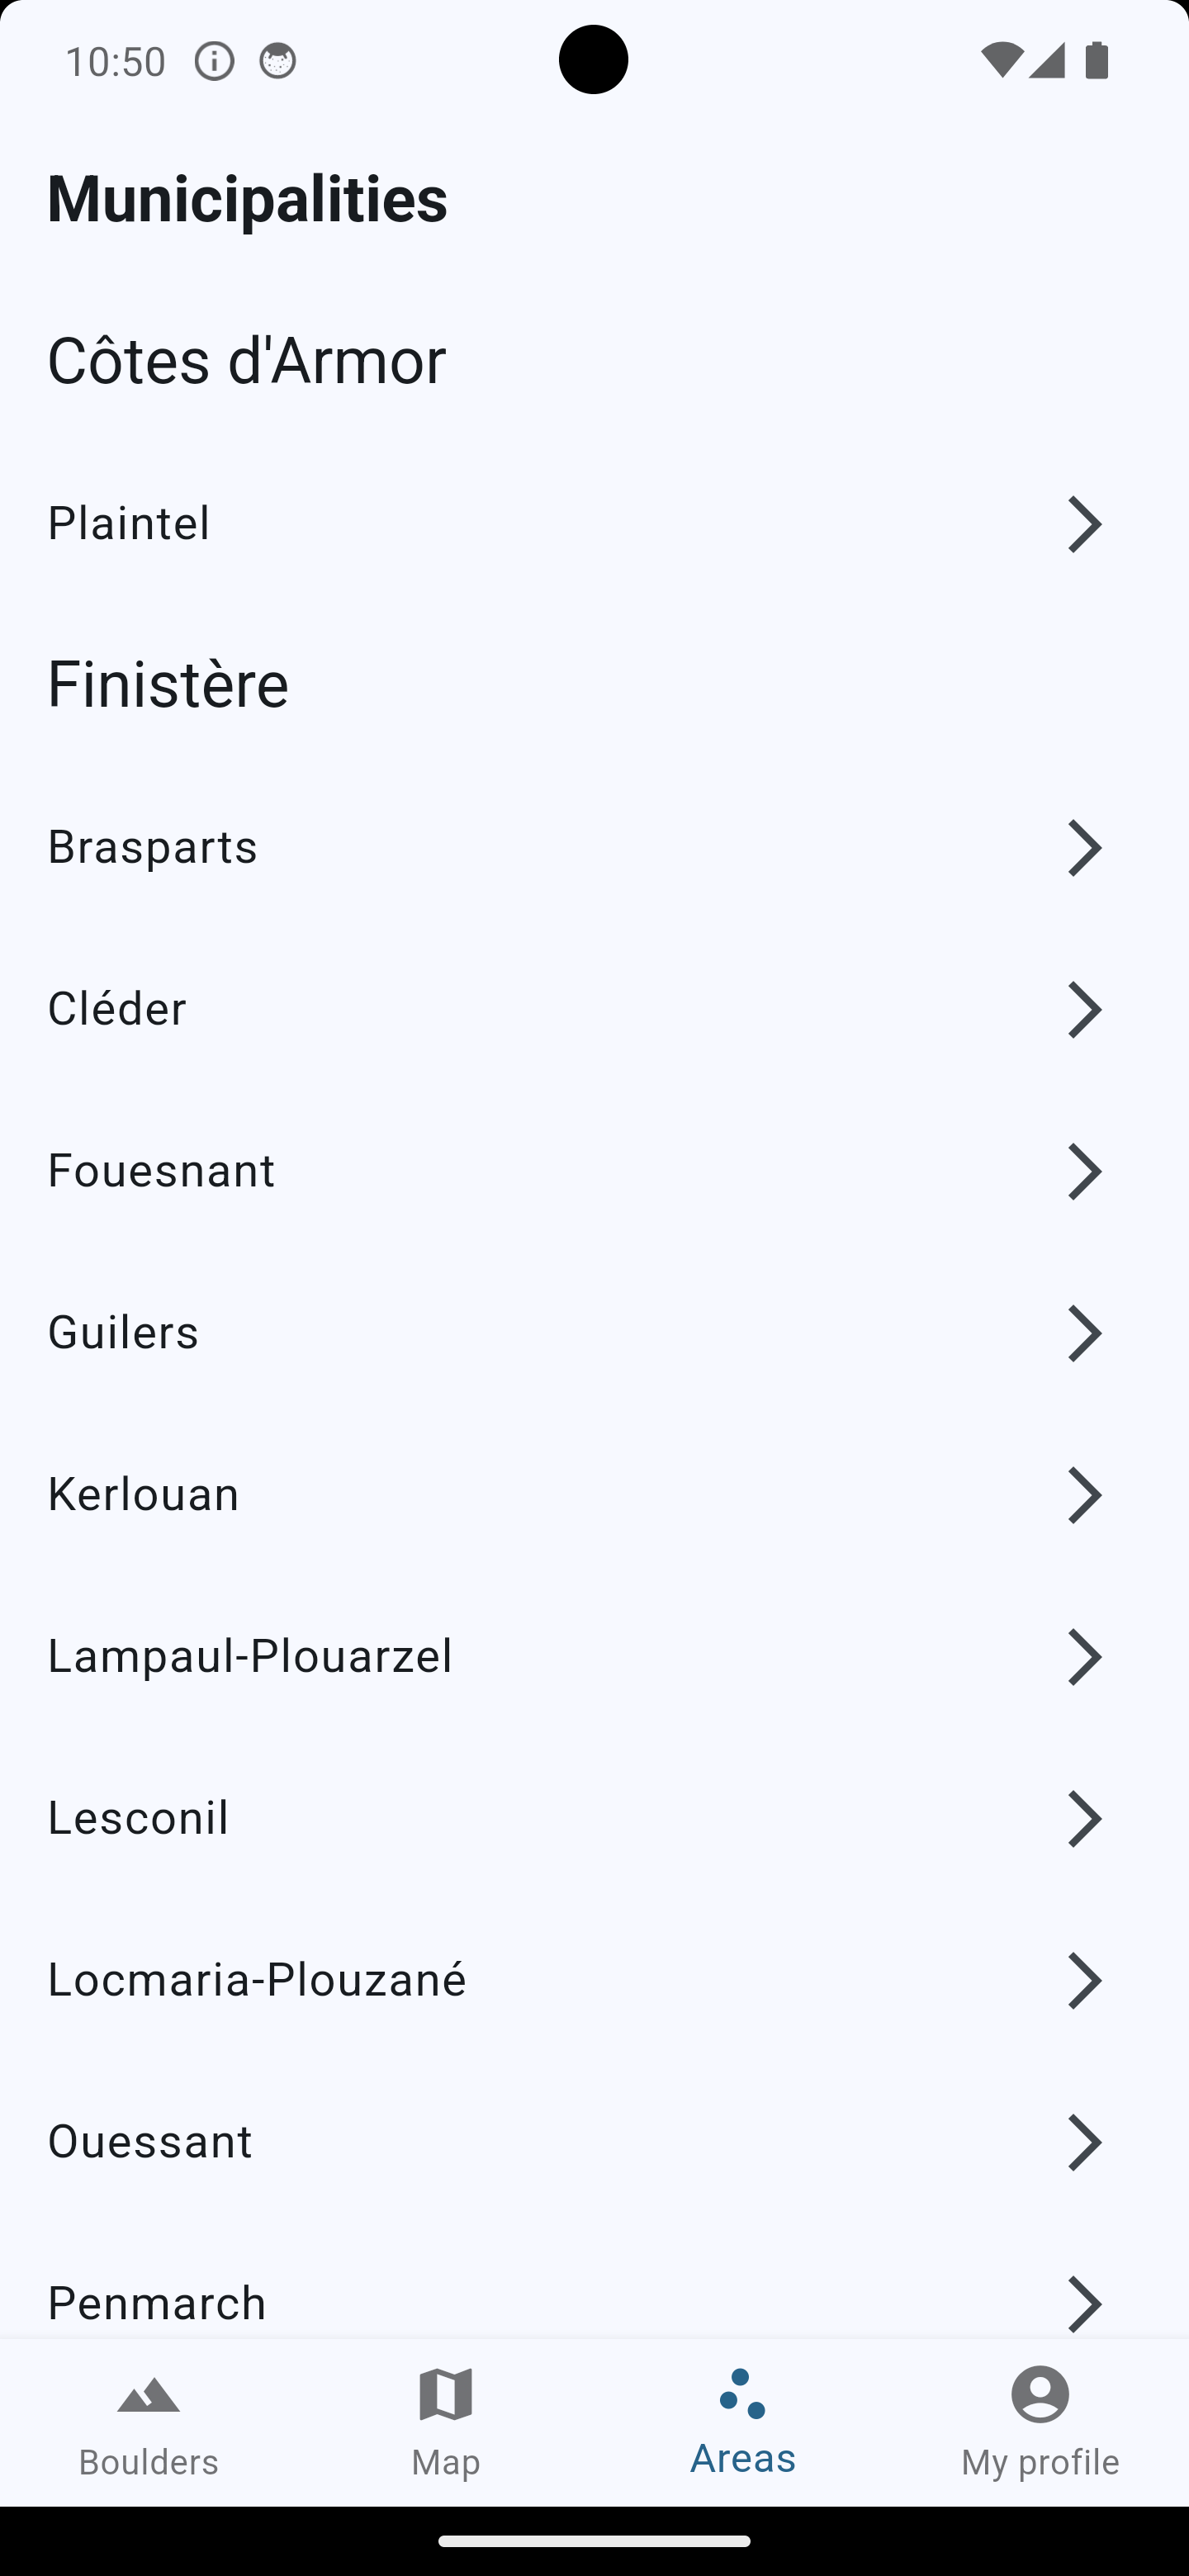 10:50
Municipalities
Côtes d'Armor
Plaintel
Finistère
Brasparts
Cléder
Fouesnant
Guilers
Kerlouan
Lampaul-Plouarzel
Lesconil
Locmaria-Plouzané
Ouessant
Penmarch
Boulders
Map
Areas
My profile